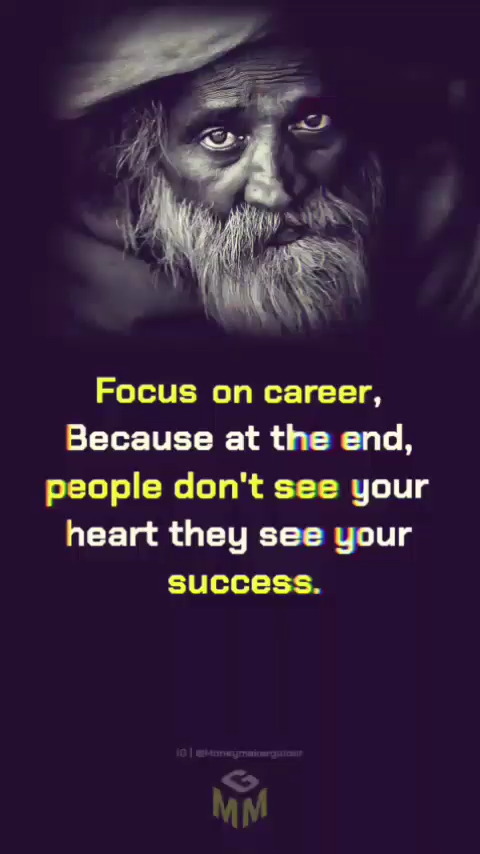 Focus on career,
Because at the end,
people don't see your
heart they see your
success.
G
MM